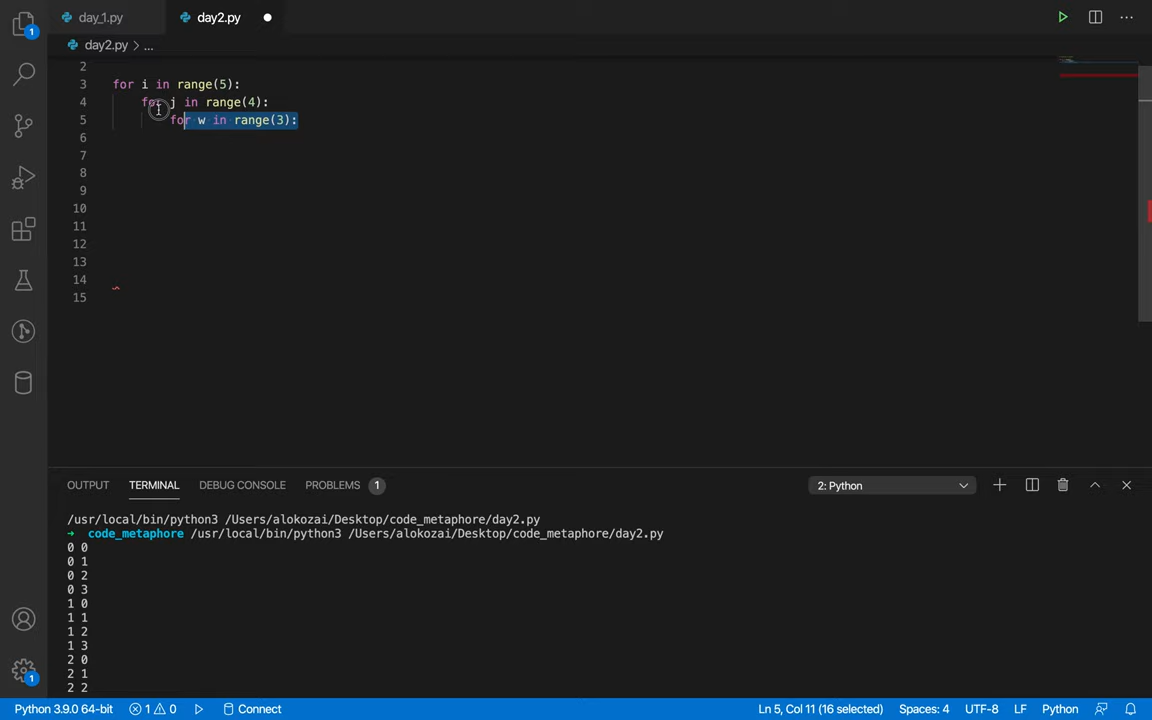 1
day_1.py
day2.py
day2.py > ...
2
3 for i in range(5):
4 for j in range(4):
5 for w in range(3):
6
7
8
9
10
11
12
13
14
15
OUTPUT TERMINAL DEBUG CONSOLE PROBLEMS 1 2: Python
/usr/local/bin/python3 /Users/alokozai/Desktop/code_metaphore/day2.py
→ code_metaphore /usr/local/bin/python3 /Users/alokozai/Desktop/code_metaphore/day2.py
0 0
0 1
0 2
0 3
1 0
1 1
1 2
1 3
2 0
2 1
2 2
1
Python 3.9.0 64-bit 1 0 Connect Ln 5, Col 11 (16 selected) Spaces: 4 UTF-8 LF Python